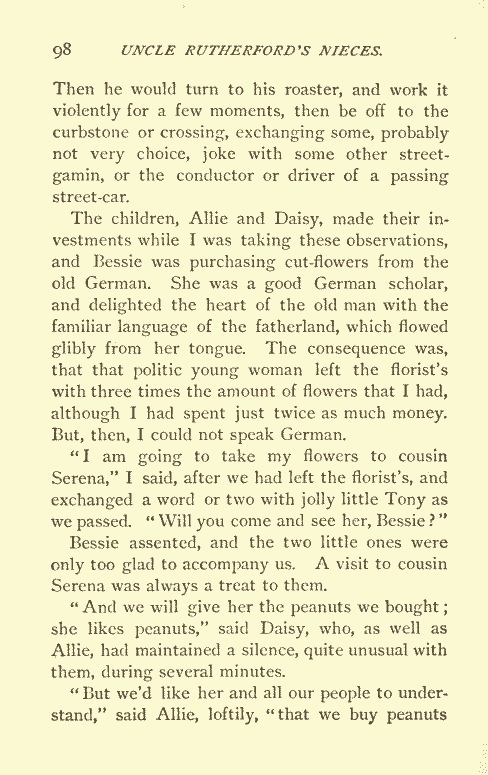 98 UNCLE RUTHERFORD'S NIECES.
Then he would turn to his roaster, and work it
violently for a few moments, then be off to the
curbstone or crossing, exchanging some, probably
not very choice, joke with some other street-
gamin, or the conductor or driver of a passing
street-car.
The children, Allie and Daisy, made their in-
vestments while I was taking these observations,
and Bessie was purchasing cut-flowers from the
old German. She was a good German scholar,
and delighted the heart of the old man with the
familiar language of the fatherland, which flowed
glibly from her tongue. The consequence was,
that that politic young woman left the florist's
with three times the amount of flowers that I had,
although I had spent just twice as much money.
But, then, I could not speak German.
"I am going to take my flowers to cousin
Serena," I said, after we had left the florist's, and
exchanged a word or two with jolly little Tony as
we passed. "Will you come and see her, Bessie?"
Bessie assented, and the two little ones were
only too glad to accompany us. A visit to cousin
Serena was always a treat to them.
"And we will give her the peanuts we bought;
she likes peanuts," said Daisy, who, as well as
Allie, had maintained a silence, quite unusual with
them, during several minutes.
"But we'd like her and all our people to under-
stand," said Allie, loftily, "that we buy peanuts